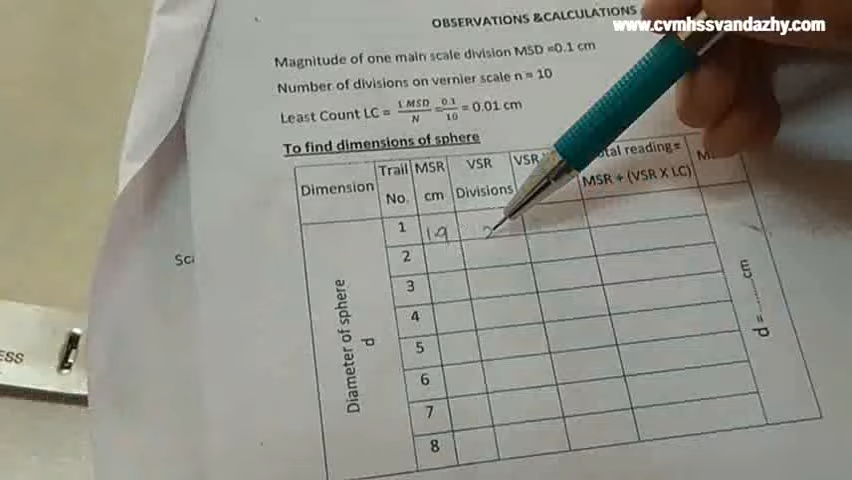 www.cvmhssvandazhy.com
OBSERVATIONS &CALCULATIONS
Magnitude of one main scale division MSD =0.1 cm
Number of divisions on vernier scale n = 10
Least Count LC = 1 MSD / N = 0.1 / 10 = 0.01 cm
To find dimensions of sphere
Dimension
Trail No.
MSR cm
VSR Divisions
VSR
reading=
MSR + (VSR X LC)
Diameter of sphere d
1 1.9
2
3
4
5
6
7
8
d = ........ cm
ESS